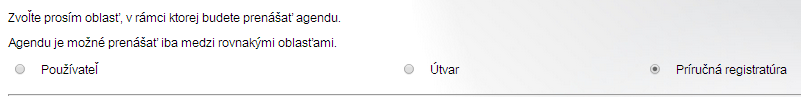 Zvoľte prosím oblasť, v rámci ktorej budete prenášať agendu.
Agendu je možné prenášať iba medzi rovnakými oblasťami.
Používateľ Útvar Príručná registratúra